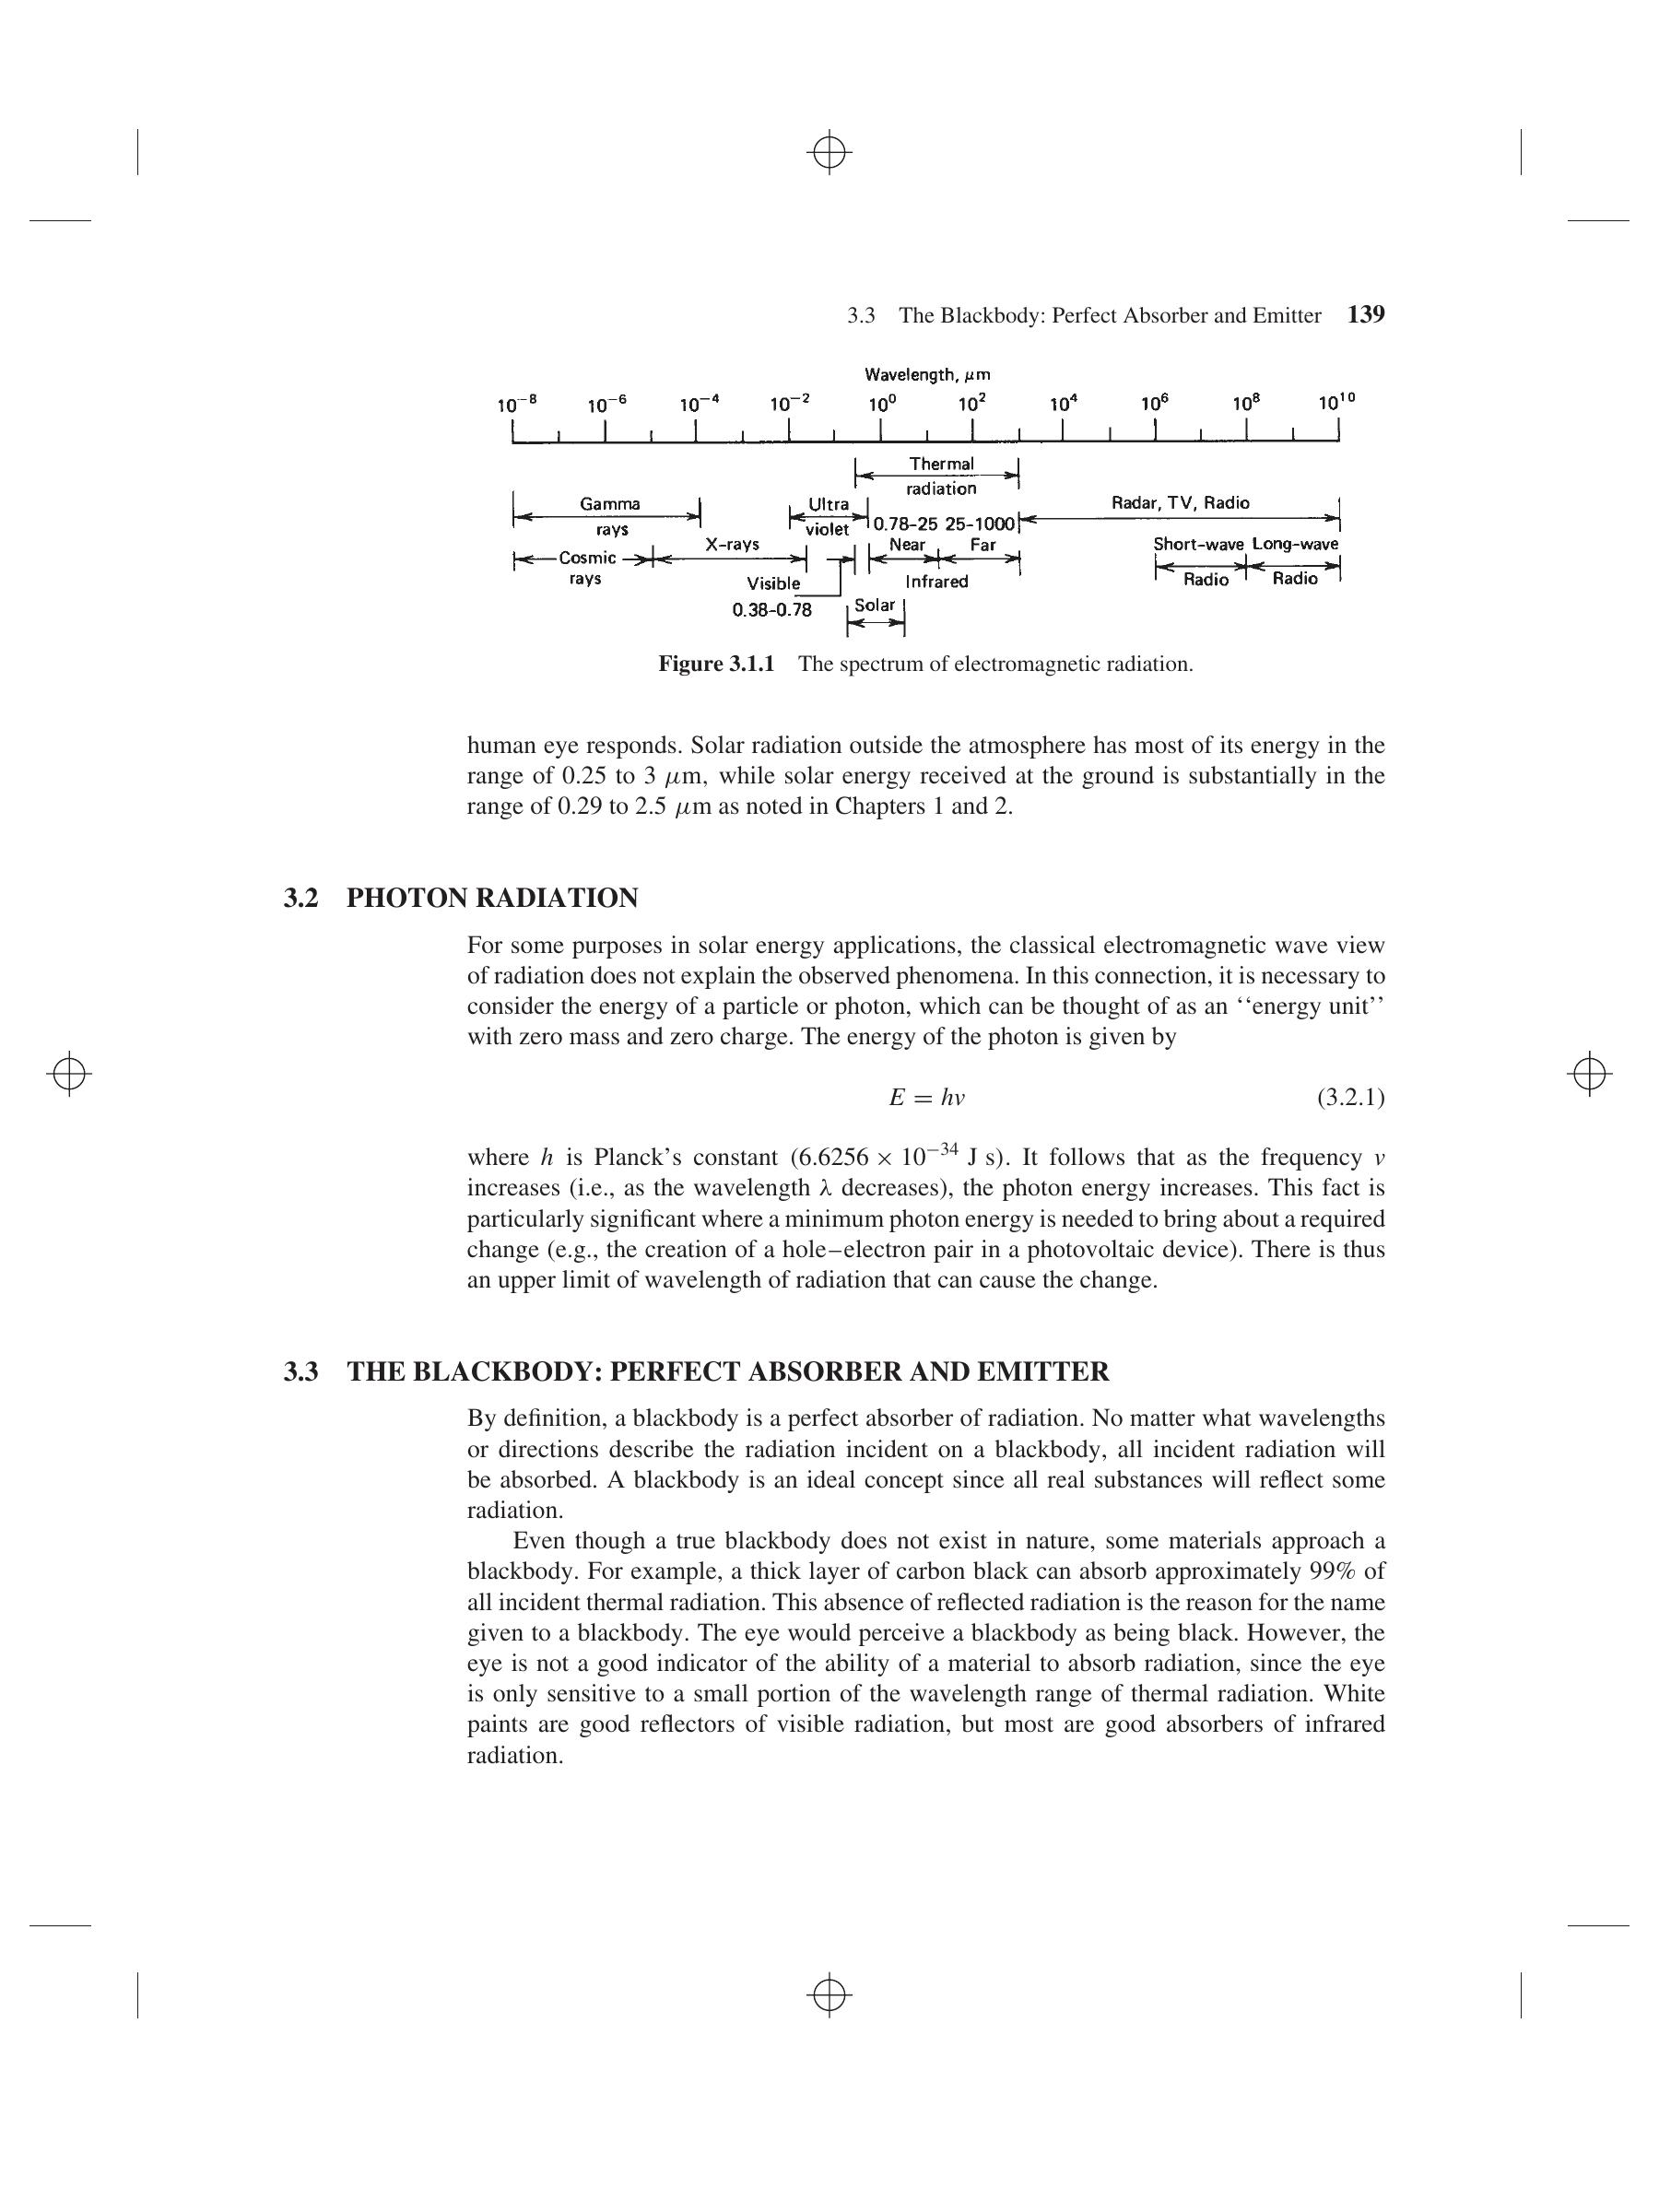 3.3 The Blackbody: Perfect Absorber and Emitter 139
Wavelength, μm
10⁻⁸ 10⁻⁶ 10⁻⁴ 10⁻² 10⁰ 10² 10⁴ 10⁶ 10⁸ 10¹⁰
Thermal
radiation
Gamma
rays
Ultra
violet
Radar, TV, Radio
0.78-25 25-1000
Cosmic
rays
X-rays
Near Far
Infrared
Short-wave Long-wave
Radio Radio
Visible
0.38-0.78
Solar
Figure 3.1.1 The spectrum of electromagnetic radiation.
human eye responds. Solar radiation outside the atmosphere has most of its energy in the
range of 0.25 to 3 μm, while solar energy received at the ground is substantially in the
range of 0.29 to 2.5 μm as noted in Chapters 1 and 2.
3.2 PHOTON RADIATION
For some purposes in solar energy applications, the classical electromagnetic wave view
of radiation does not explain the observed phenomena. In this connection, it is necessary to
consider the energy of a particle or photon, which can be thought of as an ‘‘energy unit’’
with zero mass and zero charge. The energy of the photon is given by
E = hν (3.2.1)
where h is Planck’s constant (6.6256 × 10⁻³⁴ J s). It follows that as the frequency ν
increases (i.e., as the wavelength λ decreases), the photon energy increases. This fact is
particularly significant where a minimum photon energy is needed to bring about a required
change (e.g., the creation of a hole–electron pair in a photovoltaic device). There is thus
an upper limit of wavelength of radiation that can cause the change.
3.3 THE BLACKBODY: PERFECT ABSORBER AND EMITTER
By definition, a blackbody is a perfect absorber of radiation. No matter what wavelengths
or directions describe the radiation incident on a blackbody, all incident radiation will
be absorbed. A blackbody is an ideal concept since all real substances will reflect some
radiation.
Even though a true blackbody does not exist in nature, some materials approach a
blackbody. For example, a thick layer of carbon black can absorb approximately 99% of
all incident thermal radiation. This absence of reflected radiation is the reason for the name
given to a blackbody. The eye would perceive a blackbody as being black. However, the
eye is not a good indicator of the ability of a material to absorb radiation, since the eye
is only sensitive to a small portion of the wavelength range of thermal radiation. White
paints are good reflectors of visible radiation, but most are good absorbers of infrared
radiation.